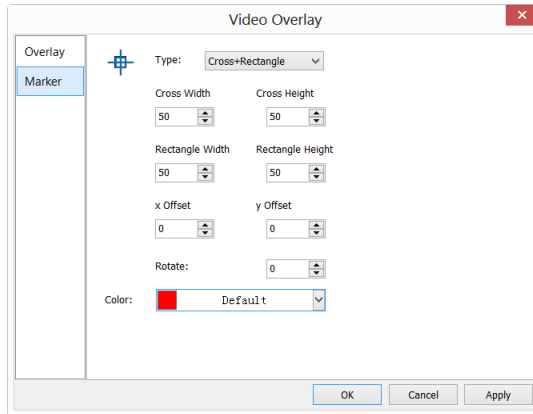 Video Overlay
Overlay
Marker
Type: Cross+Rectangle
Cross Width Cross Height
50 50
Rectangle Width Rectangle Height
50 50
x Offset y Offset
0 0
Rotate: 0
Color: Default
OK Cancel Apply